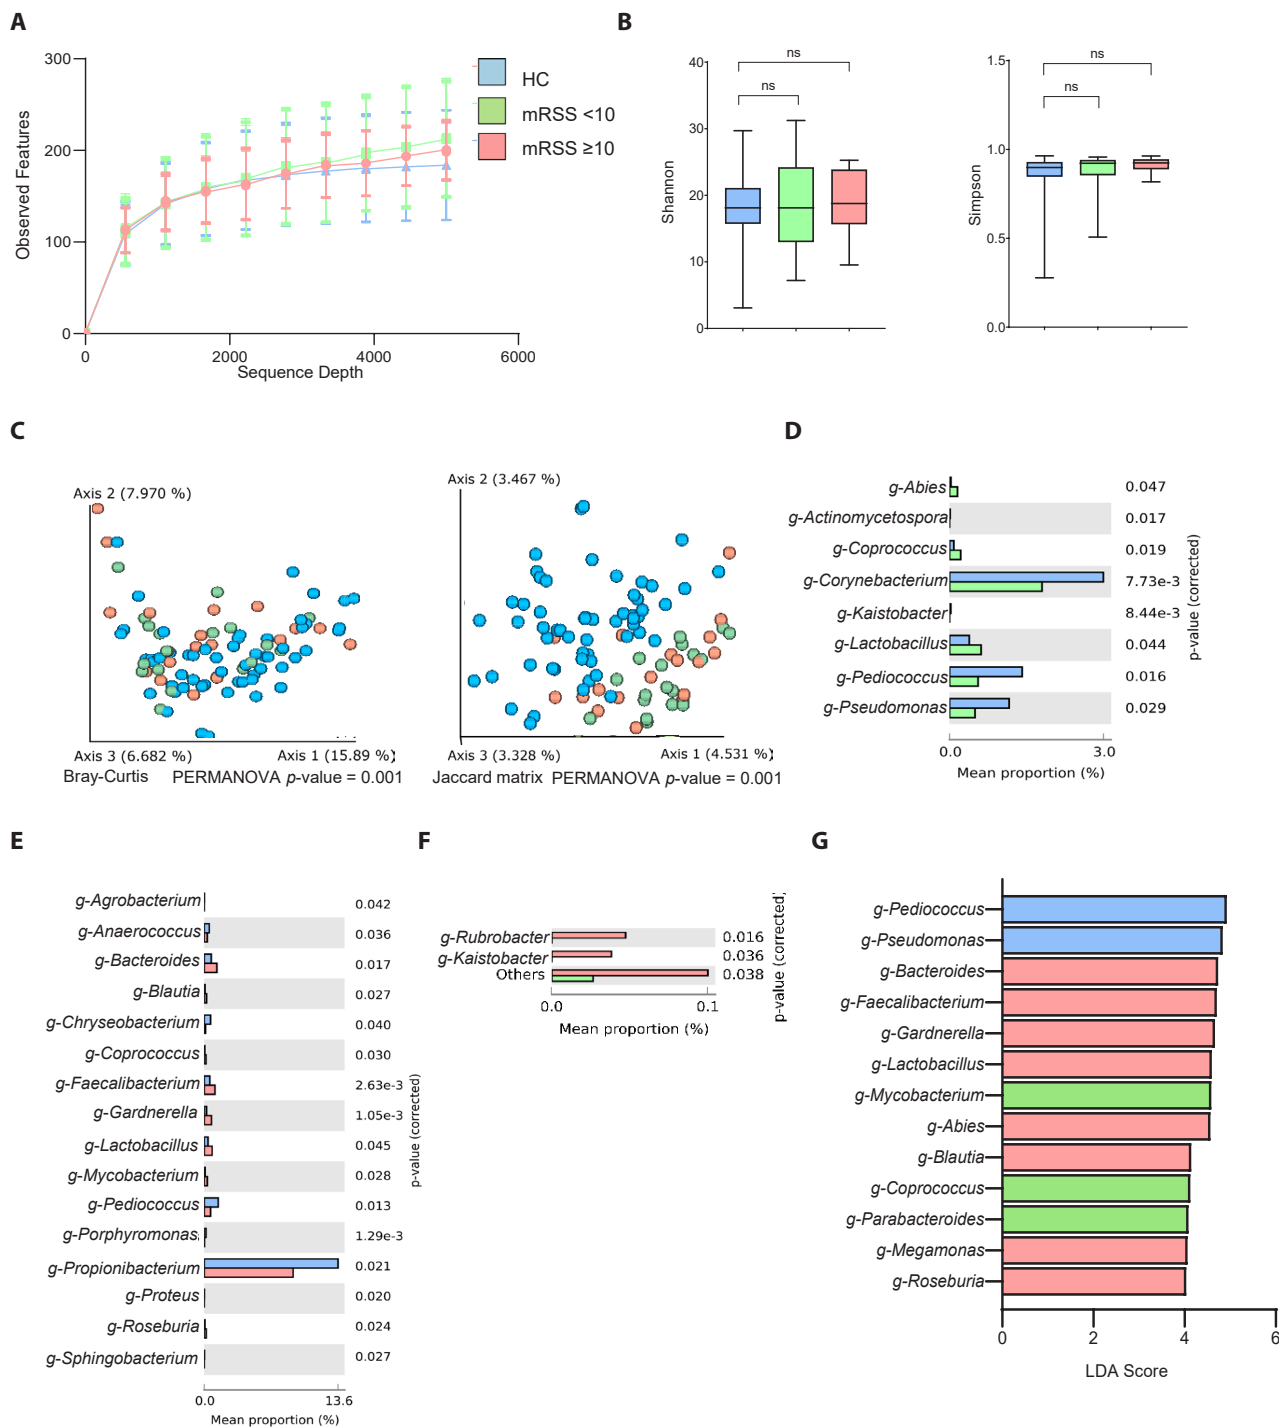 A
300
200
100
0
Observed Features
0
2000
4000
6000
Sequence Depth
HC
mRSS <10
mRSS ≥10
B
40
30
20
10
0
Shannon
ns
ns
1.5
1.0
0.5
0.0
Simpson
ns
ns
C
Axis 2 (7.970 %)
Axis 3 (6.682 %)
Axis 1 (15.89 %)
Bray-Curtis PERMANOVA p-value = 0.001
Axis 2 (3.467 %)
Axis 3 (3.328 %)
Axis 1 (4.531 %)
Jaccard matrix PERMANOVA p-value = 0.001
D
g-Abies 0.047
g-Actinomycetospora 0.017
g-Coprococcus 0.019
g-Corynebacterium 7.73e-3
g-Kaistobacter 8.44e-3
g-Lactobacillus 0.044
g-Pediococcus 0.016
g-Pseudomonas 0.029
0.0 3.0
Mean proportion (%)
p-value (corrected)
E
g-Agrobacterium 0.042
g-Anaerococcus 0.036
g-Bacteroides 0.017
g-Blautia 0.027
g-Chryseobacterium 0.040
g-Coprococcus 0.030
g-Faecalibacterium 2.63e-3
g-Gardnerella 1.05e-3
g-Lactobacillus 0.045
g-Mycobacterium 0.028
g-Pediococcus 0.013
g-Porphyromonas 1.29e-3
g-Propionibacterium 0.021
g-Proteus 0.020
g-Roseburia 0.024
g-Sphingobacterium 0.027
0.0 13.6
Mean proportion (%)
p-value (corrected)
F
g-Rubrobacter 0.016
g-Kaistobacter 0.036
Others 0.038
0.0 0.1
Mean proportion (%)
p-value (corrected)
G
g-Pediococcus
g-Pseudomonas
g-Bacteroides
g-Faecalibacterium
g-Gardnerella
g-Lactobacillus
g-Mycobacterium
g-Abies
g-Blautia
g-Coprococcus
g-Parabacteroides
g-Megamonas
g-Roseburia
0 2 4 6
LDA Score